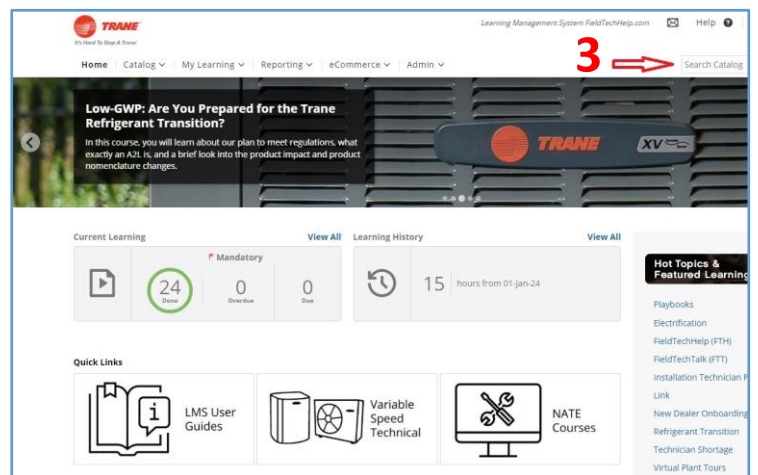 TRANE
It's Hard To Stop A Trane!
Learning Management System FieldTechHelp.com Help
Home Catalog My Learning Reporting eCommerce Admin
3
Search Catalog
Low-GWP: Are You Prepared for the Trane
Refrigerant Transition?
In this course, you will learn about our plan to meet regulations, what
exactly an A2L is, and a brief look into the product impact and product
nomenclature changes.
TRANE XV
Current Learning View All
Mandatory
24 0 0
Done Overdue Due
Learning History View All
15 hours from 01-Jan-24
Hot Topics &
Featured Learning
Playbooks
Electrification
FieldTechHelp (FTH)
FieldTechTalk (FTT)
Installation Technician P
Link
New Dealer Onboarding
Refrigerant Transition
Technician Shortage
Virtual Plant Tours
Quick Links
LMS User
Guides
Variable
Speed
Technical
NATE
Courses